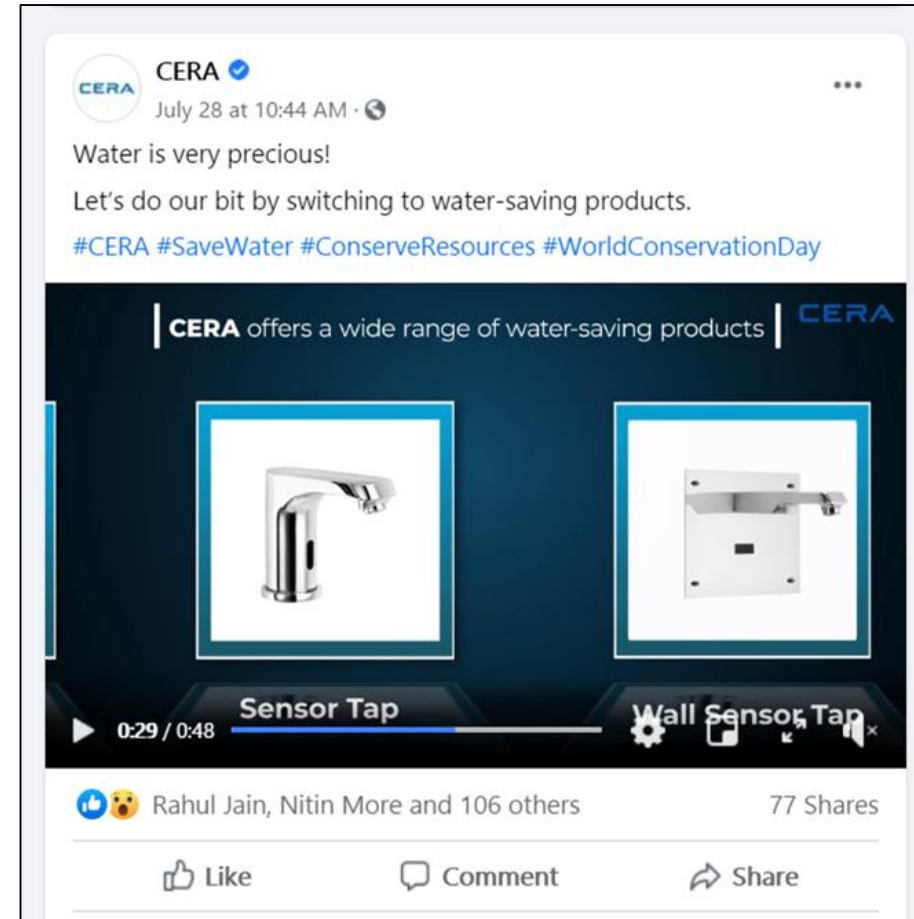 CERA
CERA
July 28 at 10:44 AM ·
Water is very precious!
Let's do our bit by switching to water-saving products.
#CERA #SaveWater #ConserveResources #WorldConservationDay
CERA offers a wide range of water-saving products
CERA
Sensor Tap
Wall Sensor Tap
0:29 / 0:48
Rahul Jain, Nitin More and 106 others
77 Shares
Like
Comment
Share